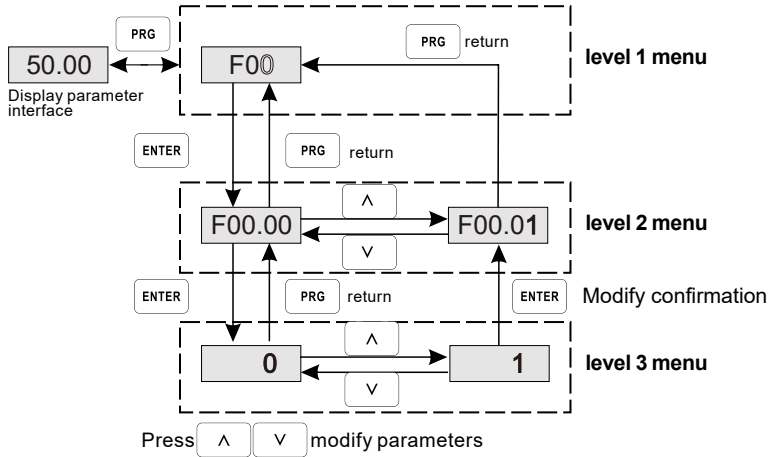 PRG
PRG return
50.00
F00
level 1 menu
Display parameter
interface
ENTER
PRG return
∧
F00.00
F00.01
level 2 menu
∨
ENTER
PRG return
ENTER Modify confirmation
∧
0
1
level 3 menu
∨
Press ∧ ∨ modify parameters